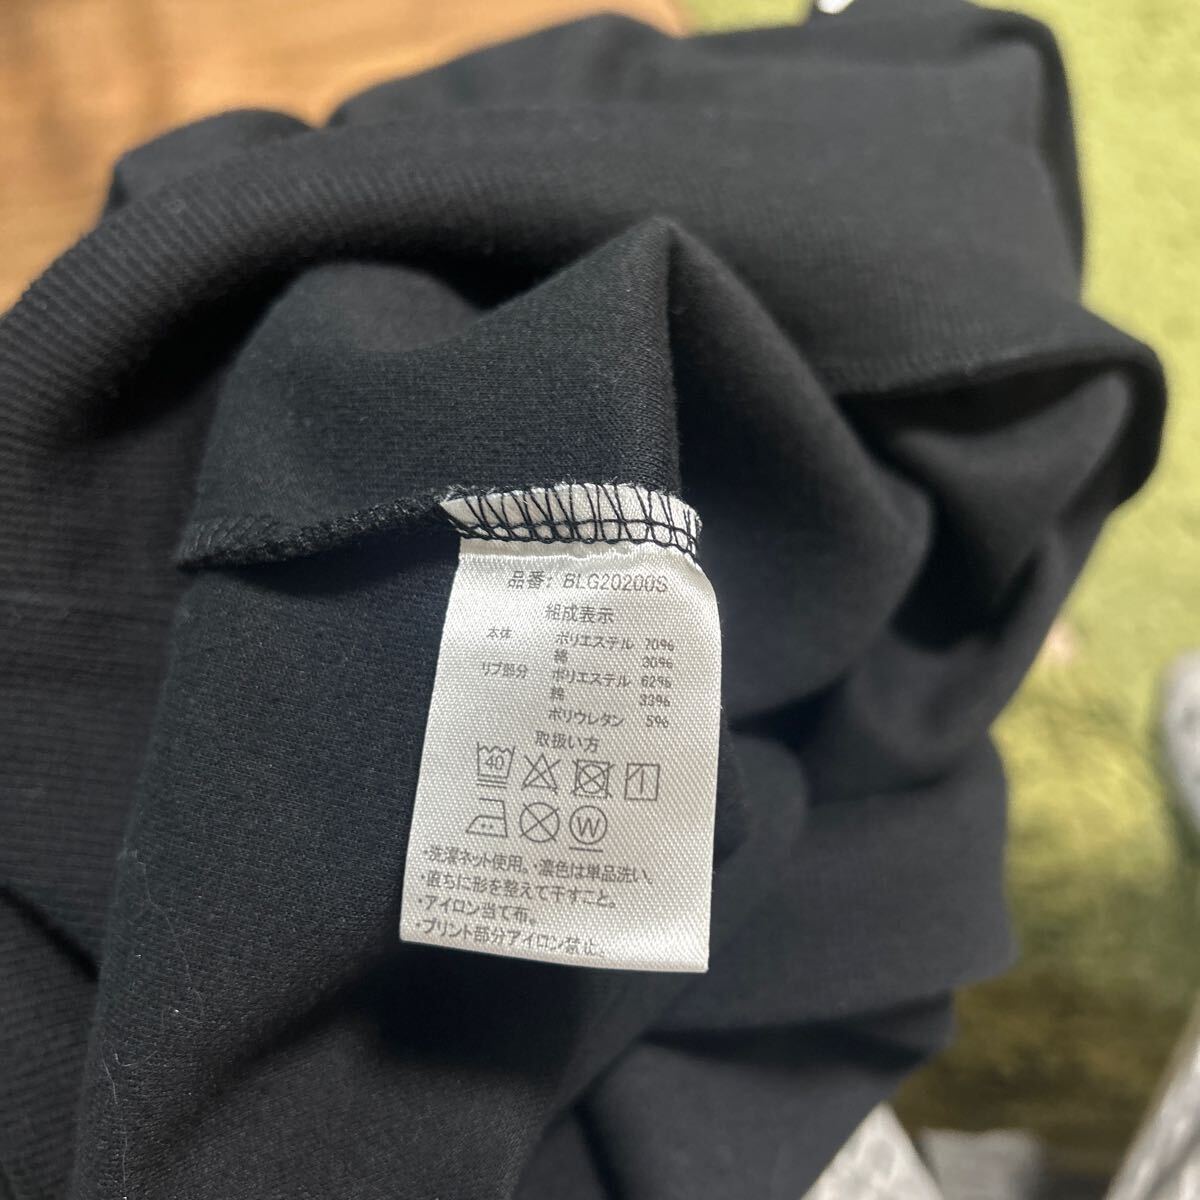 品番: BLG20200S
組成表示
本体 ポリエステル 70%
綿 30%
リブ部分 ポリエステル 62%
綿 33%
ポリウレタン 5%
取扱い方
40
W
・洗濯ネット使用。・濃色は単品洗い。
・直ちに形を整えて干すこと。
・アイロン当て布。
・プリント部分アイロン禁止。